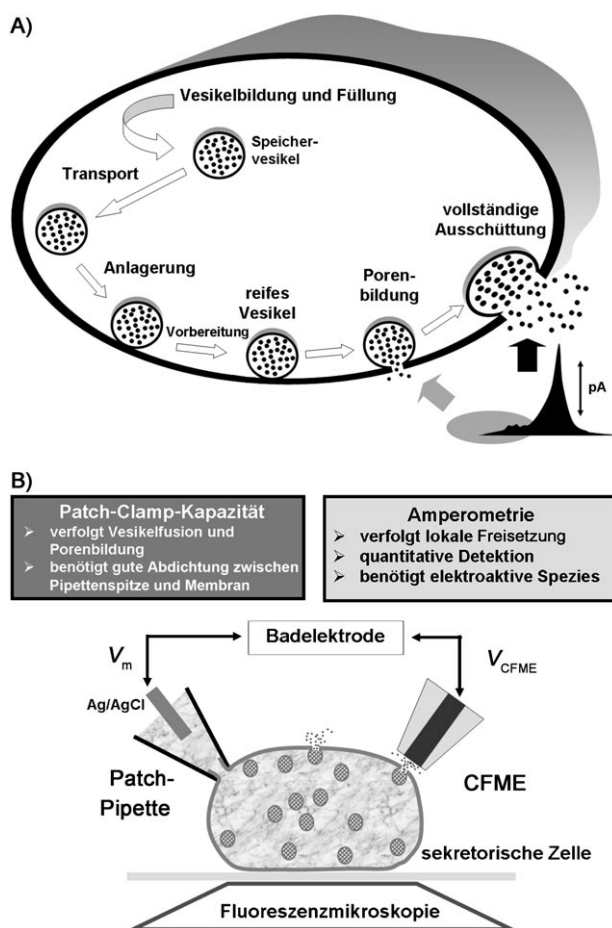 A)
Vesikelbildung und Füllung
Speicher-
vesikel
Transport
vollständige
Ausschüttung
Anlagerung
Poren-
bildung
reifes
Vesikel
Vorbereitung
pA
B)
Patch-Clamp-Kapazität
➢ verfolgt Vesikelfusion und
Porenbildung
➢ benötigt gute Abdichtung zwischen
Pipettenspitze und Membran
Amperometrie
➢ verfolgt lokale Freisetzung
➢ quantitative Detektion
➢ benötigt elektroaktive Spezies
Badelektrode
Vm
VCFME
Ag/AgCl
Patch-
Pipette
CFME
sekretorische Zelle
Fluoreszenzmikroskopie